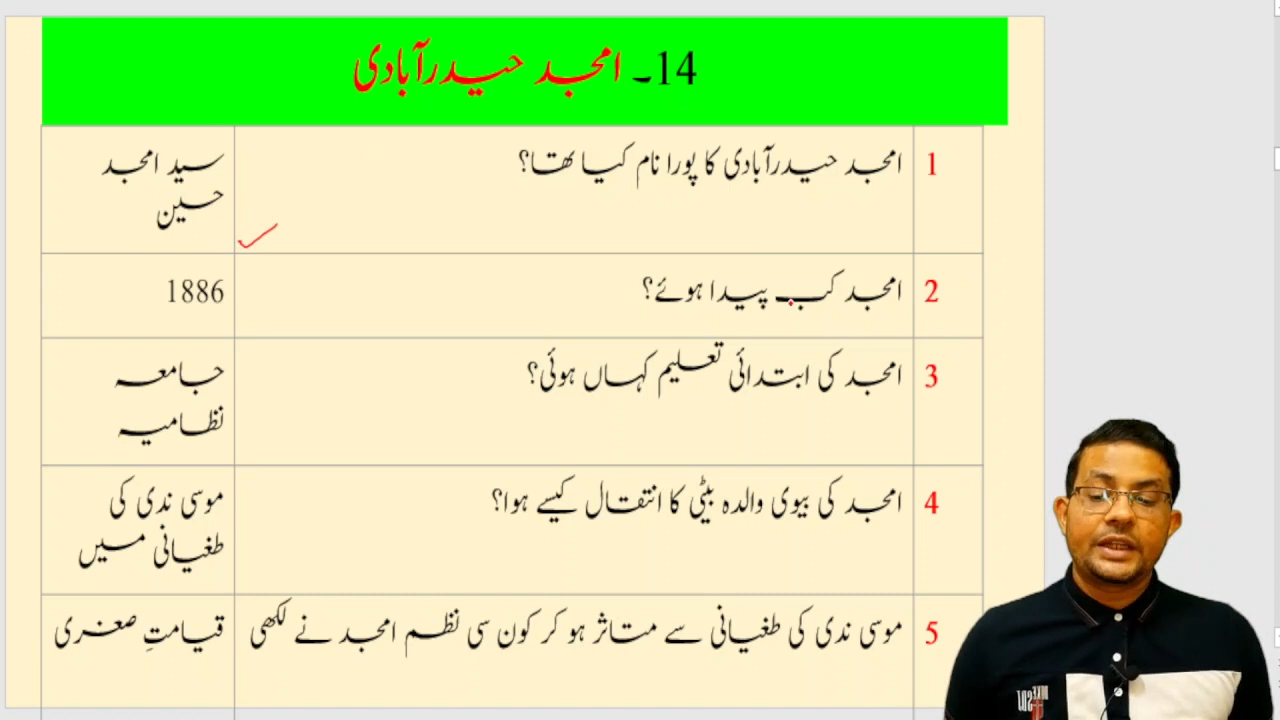 14۔ امجد حیدرآبادی
1 امجد حیدرآبادی کا پورا نام کیا تھا؟ سید امجد
حسین
2 امجد کب پیدا ہوئے؟ 1886
3 امجد کی ابتدائی تعلیم کہاں ہوئی؟ جامعہ
نظامیہ
4 امجد کی بیوی والدہ بیٹی کا انتقال کیسے ہوا؟ موسی ندی کی
طغیانی میں
5 موسی ندی کی طغیانی سے متاثر ہو کر کون سی نظم امجد نے لکھی قیامتِ صغری